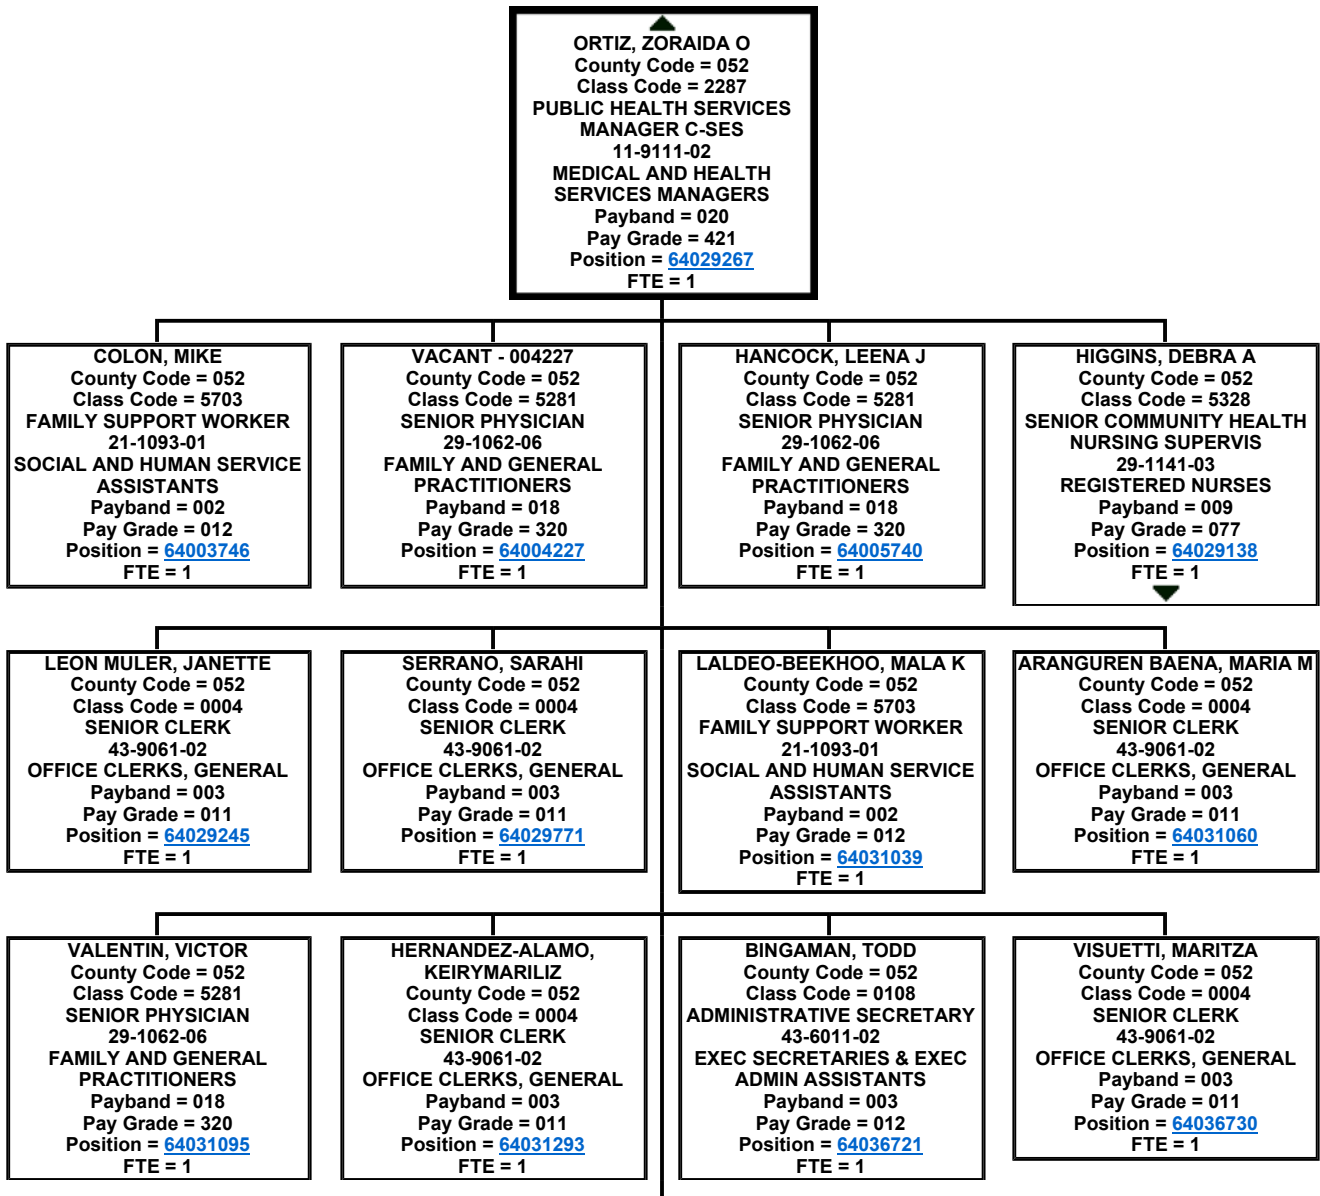 ORTIZ, ZORAIDA O
County Code = 052
Class Code = 2287
PUBLIC HEALTH SERVICES
MANAGER C-SES
11-9111-02
MEDICAL AND HEALTH
SERVICES MANAGERS
Payband = 020
Pay Grade = 421
Position = 64029267
FTE = 1
COLON, MIKE
County Code = 052
Class Code = 5703
FAMILY SUPPORT WORKER
21-1093-01
SOCIAL AND HUMAN SERVICE
ASSISTANTS
Payband = 002
Pay Grade = 012
Position = 64003746
FTE = 1
VACANT - 004227
County Code = 052
Class Code = 5281
SENIOR PHYSICIAN
29-1062-06
FAMILY AND GENERAL
PRACTITIONERS
Payband = 018
Pay Grade = 320
Position = 64004227
FTE = 1
HANCOCK, LEENA J
County Code = 052
Class Code = 5281
SENIOR PHYSICIAN
29-1062-06
FAMILY AND GENERAL
PRACTITIONERS
Payband = 018
Pay Grade = 320
Position = 64005740
FTE = 1
HIGGINS, DEBRA A
County Code = 052
Class Code = 5328
SENIOR COMMUNITY HEALTH
NURSING SUPERVIS
29-1141-03
REGISTERED NURSES
Payband = 009
Pay Grade = 077
Position = 64029138
FTE = 1
LEON MULER, JANETTE
County Code = 052
Class Code = 0004
SENIOR CLERK
43-9061-02
OFFICE CLERKS, GENERAL
Payband = 003
Pay Grade = 011
Position = 64029245
FTE = 1
SERRANO, SARAHI
County Code = 052
Class Code = 0004
SENIOR CLERK
43-9061-02
OFFICE CLERKS, GENERAL
Payband = 003
Pay Grade = 011
Position = 64029771
FTE = 1
LALDEO-BEEKHOO, MALA K
County Code = 052
Class Code = 5703
FAMILY SUPPORT WORKER
21-1093-01
SOCIAL AND HUMAN SERVICE
ASSISTANTS
Payband = 002
Pay Grade = 012
Position = 64031039
FTE = 1
ARANGUREN BAENA, MARIA M
County Code = 052
Class Code = 0004
SENIOR CLERK
43-9061-02
OFFICE CLERKS, GENERAL
Payband = 003
Pay Grade = 011
Position = 64031060
FTE = 1
VALENTIN, VICTOR
County Code = 052
Class Code = 5281
SENIOR PHYSICIAN
29-1062-06
FAMILY AND GENERAL
PRACTITIONERS
Payband = 018
Pay Grade = 320
Position = 64031095
FTE = 1
HERNANDEZ-ALAMO,
KEIRYMARILIZ
County Code = 052
Class Code = 0004
SENIOR CLERK
43-9061-02
OFFICE CLERKS, GENERAL
Payband = 003
Pay Grade = 011
Position = 64031293
FTE = 1
BINGAMAN, TODD
County Code = 052
Class Code = 0108
ADMINISTRATIVE SECRETARY
43-6011-02
EXEC SECRETARIES & EXEC
ADMIN ASSISTANTS
Payband = 003
Pay Grade = 012
Position = 64036721
FTE = 1
VISUETTI, MARITZA
County Code = 052
Class Code = 0004
SENIOR CLERK
43-9061-02
OFFICE CLERKS, GENERAL
Payband = 003
Pay Grade = 011
Position = 64036730
FTE = 1